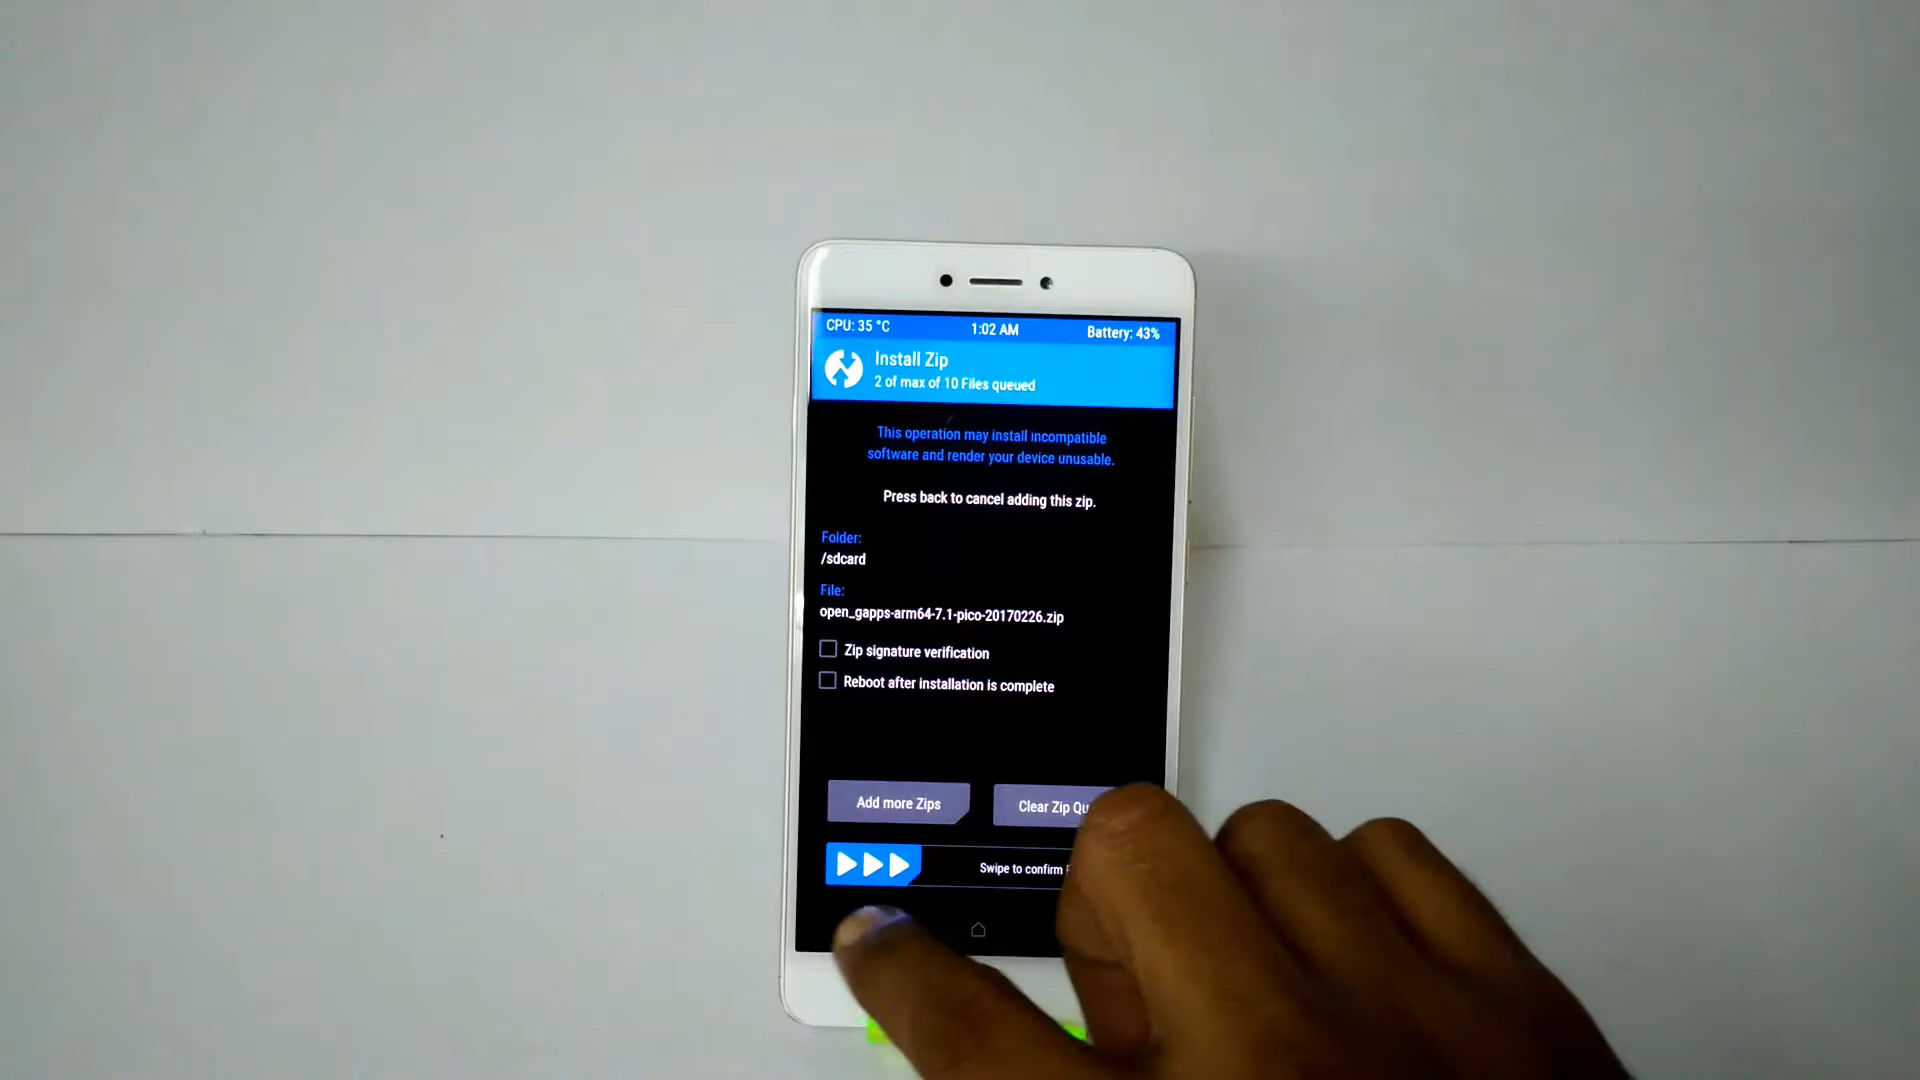 CPU: 35 °C 1:02 AM Battery: 43%
Install Zip
2 of max of 10 Files queued
This operation may install incompatible
software and render your device unusable.
Press back to cancel adding this zip.
Folder:
/sdcard
File:
open_gapps-arm64-7.1-pico-20170226.zip
Zip signature verification
Reboot after installation is complete
Add more Zips Clear Zip
Swipe to confirm